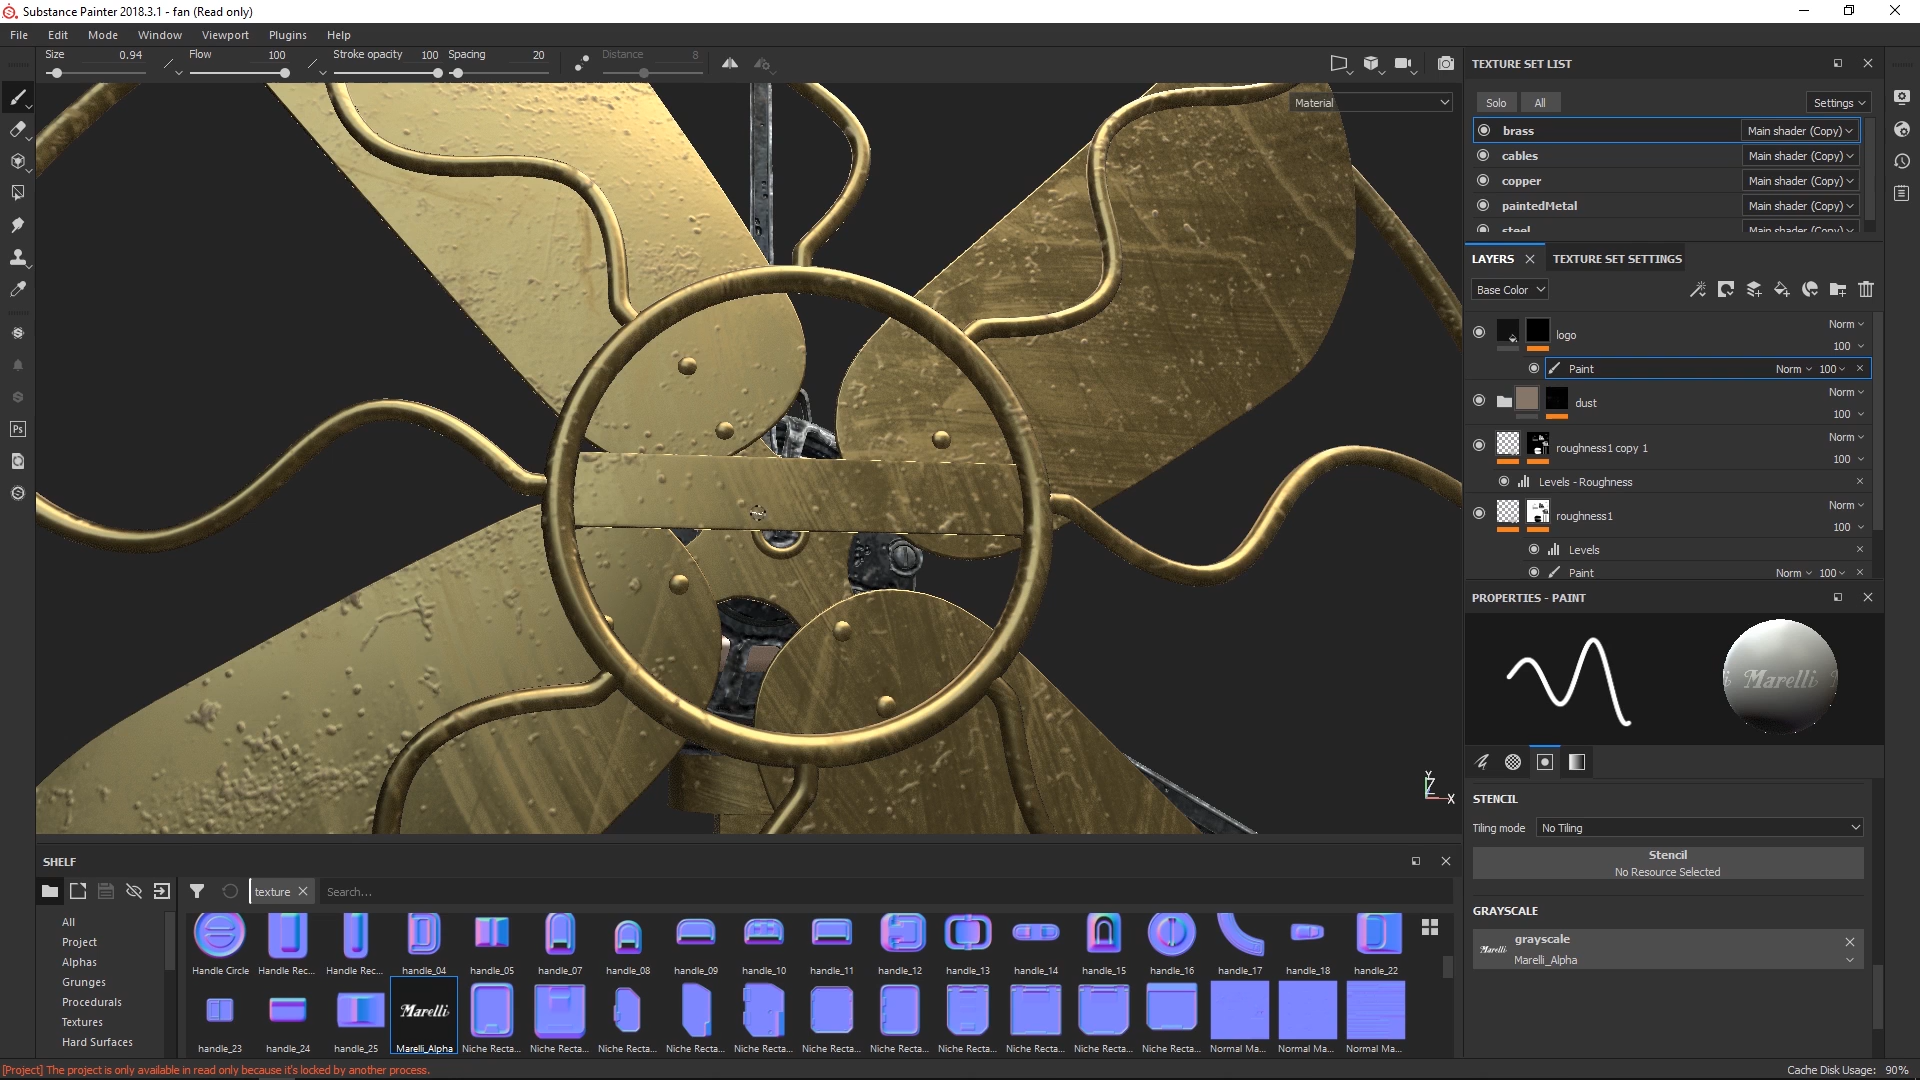 Substance Painter 2018.3.1 - fan (Read only)
File Edit Mode Window Viewport Plugins Help
Size 0.94 Flow 100 Stroke opacity 100 Spacing 20 Distance 8
Material
TEXTURE SET LIST
Solo All Settings
brass Main shader (Copy)
cables Main shader (Copy)
copper Main shader (Copy)
paintedMetal Main shader (Copy)
steel Main shader (Copy)
LAYERS TEXTURE SET SETTINGS
Base Color
logo Norm 100
Paint Norm 100
dust Norm 100
roughness1 copy 1 Norm 100
Levels - Roughness
roughness1 Norm 100
Levels
Paint Norm 100
PROPERTIES - PAINT
Marelli
STENCIL
Tiling mode No Tiling
Stencil
No Resource Selected
GRAYSCALE
Marelli
grayscale
Marelli_Alpha
Y
Z
X
SHELF
texture Search...
All
Project
Alphas
Grunges
Procedurals
Textures
Hard Surfaces
Handle Circle Handle Rec... Handle Rec... handle_04 handle_05 handle_07 handle_08 handle_09 handle_10 handle_11 handle_12 handle_13 handle_14 handle_15 handle_16 handle_17 handle_18 handle_22
Marelli
handle_23 handle_24 handle_25 Marelli_Alpha Niche Recta... Niche Recta... Niche Recta... Niche Recta... Niche Recta... Niche Recta... Niche Recta... Niche Recta... Niche Recta... Niche Recta... Niche Recta... Normal Ma... Normal Ma... Normal Ma...
Ps
[Project] The project is only available in read only because it's locked by another process.
Cache Disk Usage: 90%